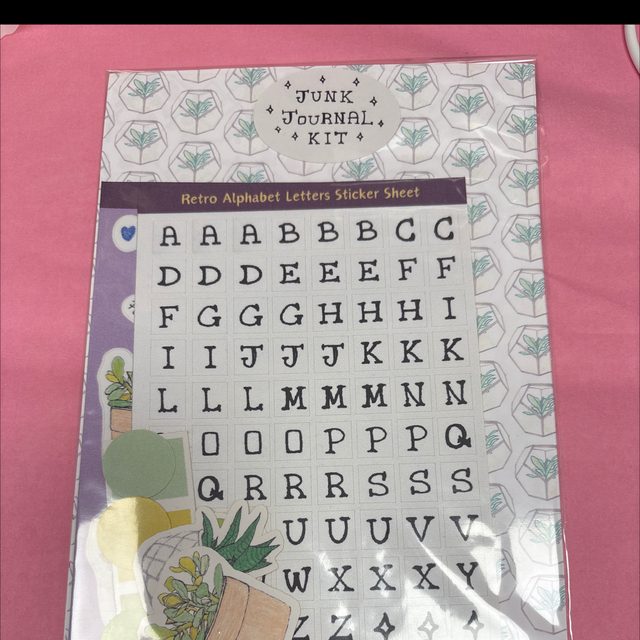 JUNK
JOURNAL
KIT
Retro Alphabet Letters Sticker Sheet
A A A B B B C C
D D D E E E F F
F G G G H H H I
I I J J J K K K
L L L M M M N N
O O O P P P Q
Q R R R S S S
U U U V V
W X X X Y
Z Z